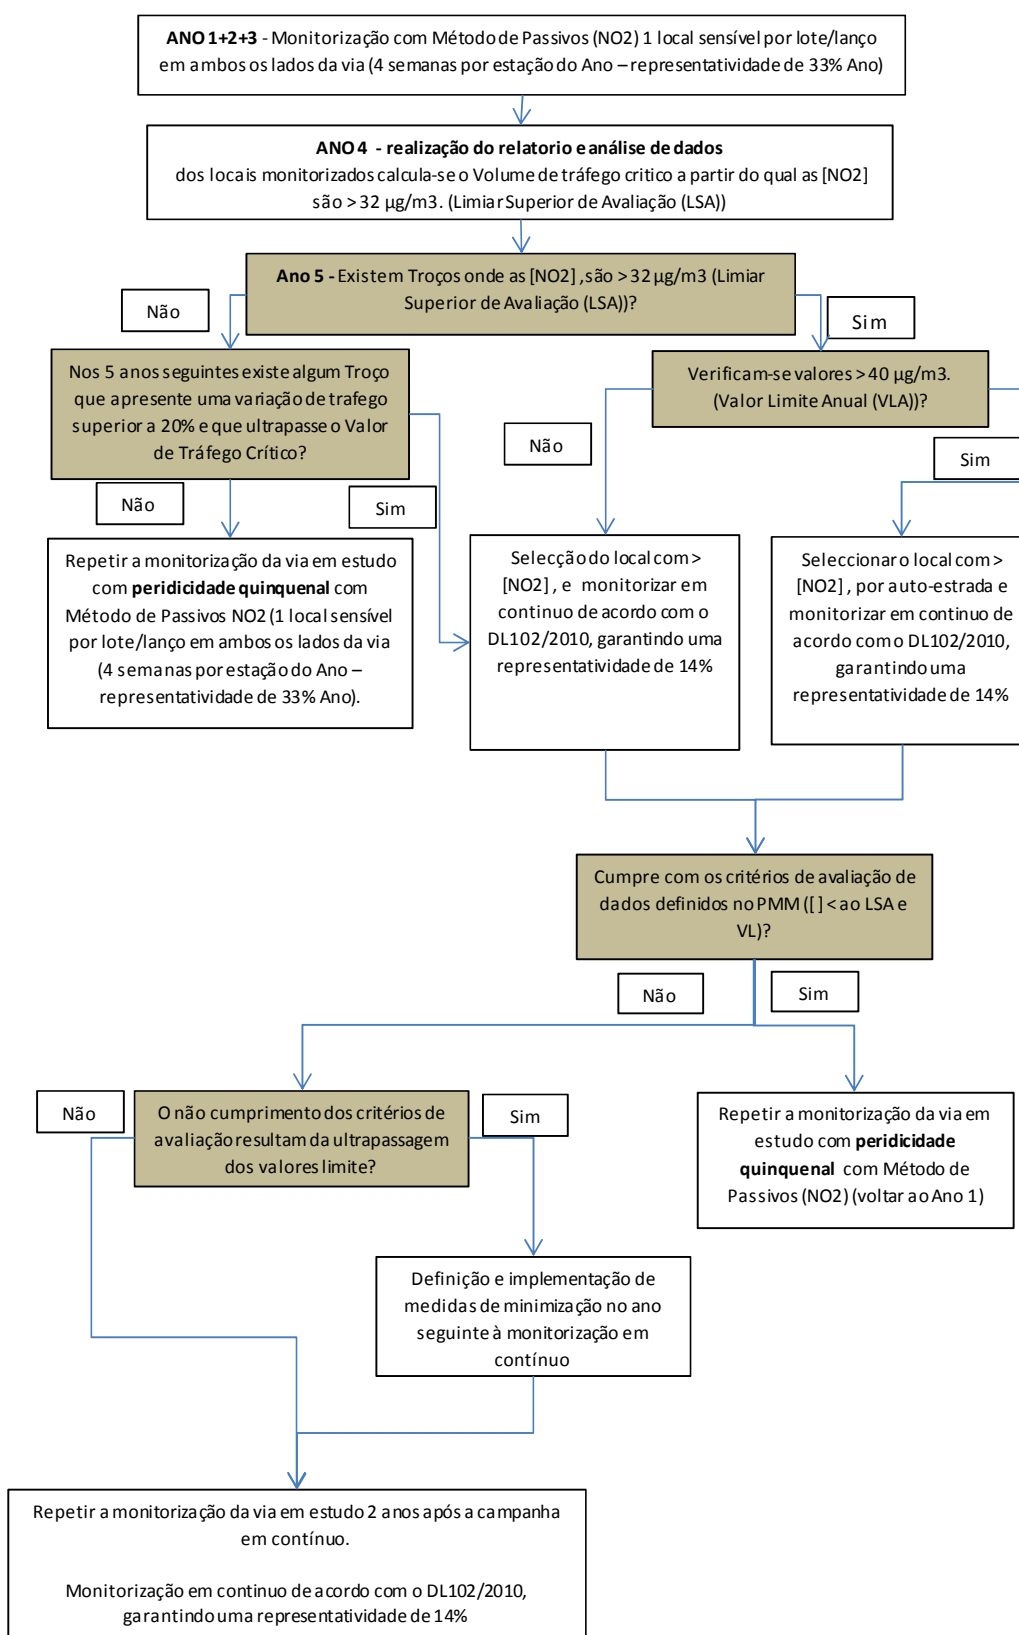 ANO 1+2+3 - Monitorização com Método de Passivos (NO2) 1 local sensível por lote/lanço
em ambos os lados da via (4 semanas por estação do Ano – representatividade de 33% Ano)
ANO 4 - realização do relatorio e análise de dados
dos locais monitorizados calcula-se o Volume de tráfego critico a partir do qual as [NO2]
são > 32 µg/m3. (Limiar Superior de Avaliação (LSA))
Ano 5 - Existem Troços onde as [NO2] ,são > 32 µg/m3 (Limiar
Superior de Avaliação (LSA))?
Não
Sim
Nos 5 anos seguintes existe algum Troço
que apresente uma variação de trafego
superior a 20% e que ultrapasse o Valor
de Tráfego Crítico?
Verificam-se valores > 40 µg/m3.
(Valor Limite Anual (VLA))?
Não
Sim
Não
Sim
Repetir a monitorização da via em estudo
com peridicidade quinquenal com
Método de Passivos NO2 (1 local sensível
por lote/lanço em ambos os lados da via
(4 semanas por estação do Ano –
representatividade de 33% Ano).
Selecção do local com >
[NO2] , e monitorizar em
continuo de acordo com o
DL102/2010, garantindo uma
representatividade de 14%
Seleccionar o local com >
[NO2] , por auto-estrada e
monitorizar em continuo de
acordo com o DL102/2010,
garantindo uma
representatividade de 14%
Cumpre com os critérios de avaliação de
dados definidos no PMM ([ ] < ao LSA e
VL)?
Não
Sim
Não
O não cumprimento dos critérios de
avaliação resultam da ultrapassagem
dos valores limite?
Sim
Repetir a monitorização da via em
estudo com peridicidade
quinquenal com Método de
Passivos (NO2) (voltar ao Ano 1)
Definição e implementação de
medidas de minimização no ano
seguinte à monitorização em
contínuo
Repetir a monitorização da via em estudo 2 anos após a campanha
em contínuo.
Monitorização em continuo de acordo com o DL102/2010,
garantindo uma representatividade de 14%